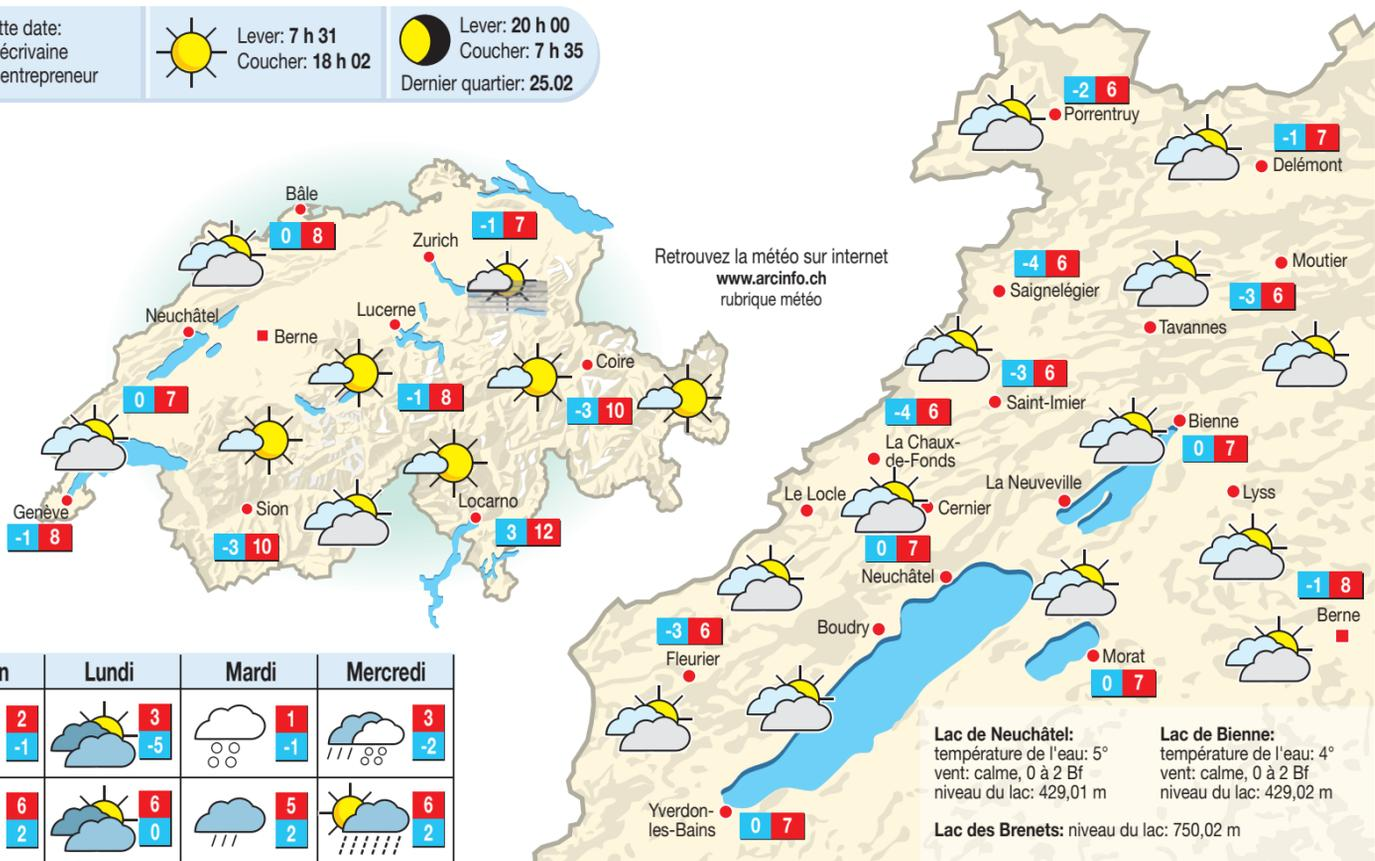 tte date:
écrivaine
entrepreneur
Lever: 7 h 31
Coucher: 18 h 02
Lever: 20 h 00
Coucher: 7 h 35
Dernier quartier: 25.02
Bâle
0 8
-1 7
Zurich
Neuchâtel
Berne
Lucerne
Coire
0 7
-1 8
-3 10
Genève
-1 8
Sion
-3 10
Locarno
3 12
Retrouvez la météo sur internet
www.arcinfo.ch
rubrique météo
-2 6
Porrentruy
-1 7
Delémont
-4 6
Saignelégier
Moutier
-3 6
Tavannes
-3 6
Saint-Imier
-4 6
La Chaux-
de-Fonds
Bienne
0 7
Le Locle
La Neuveville
Lyss
Cernier
0 7
Neuchâtel
-1 8
Berne
Boudry
-3 6
Fleurier
Morat
0 7
Yverdon-
les-Bains
0 7
n Lundi Mardi Mercredi
2 3 1 3
-1 -5 -1 -2
6 6 5 6
2 0 2 2
Lac de Neuchâtel:
température de l'eau: 5°
vent: calme, 0 à 2 Bf
niveau du lac: 429,01 m
Lac de Bienne:
température de l'eau: 4°
vent: calme, 0 à 2 Bf
niveau du lac: 429,02 m
Lac des Brenets: niveau du lac: 750,02 m